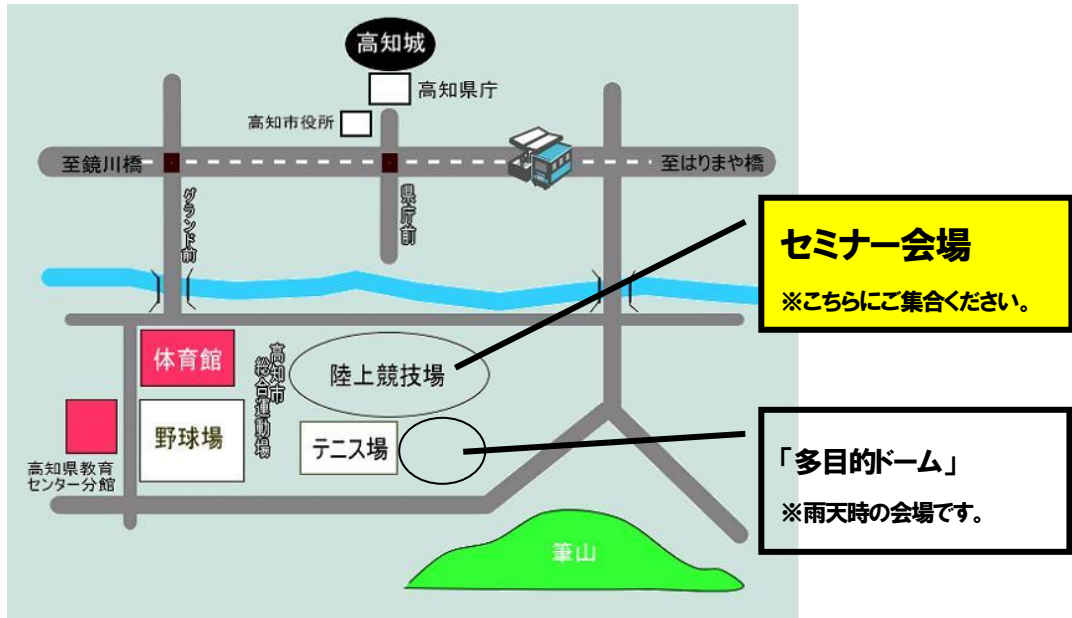 高知城
高知県庁
高知市役所
至鏡川橋
至はりまや橋
グランド前
県庁前
セミナー会場
※こちらにご集合ください。
体育館
高知市
総合運動場
陸上競技場
野球場
テニス場
高知県教育
センター分館
「多目的ドーム」
※雨天時の会場です。
筆山